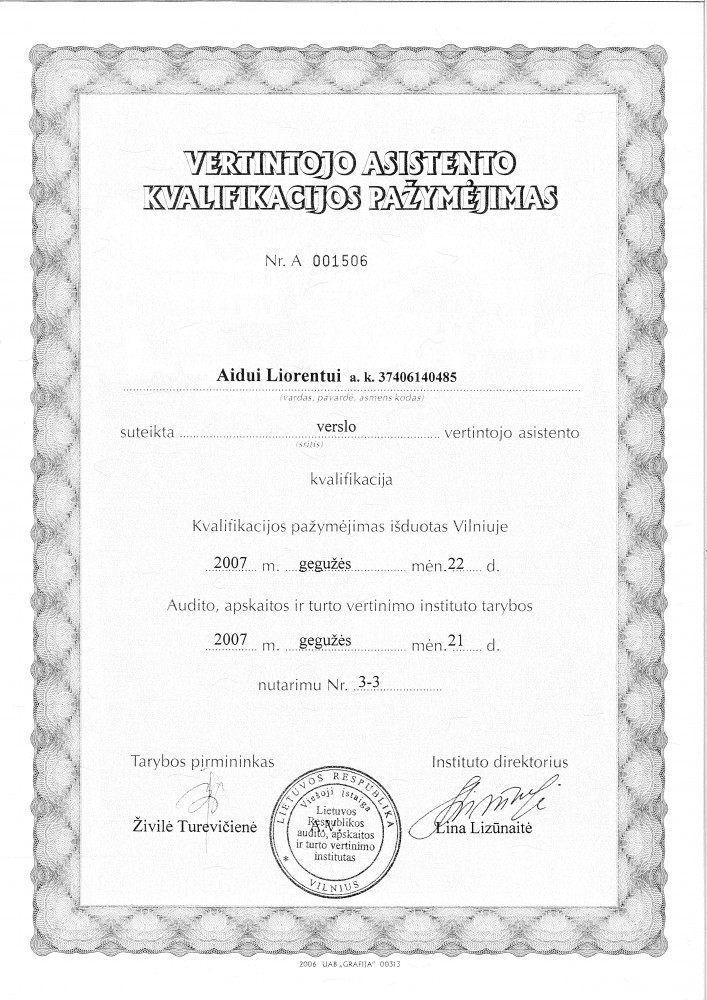 VERTINTOJO ASISTENTO
KVALIFIKACIJOS PAŽYMĖJIMAS
Nr. A 001506
Aidui Liorentui a. k. 37406140485
(vardas, pavardė, asmens kodas)
suteikta verslo vertintojo asistento
(sritis)
kvalifikacija
Kvalifikacijos pažymėjimas išduotas Vilniuje
2007 m. gegužės mėn. 22 d.
Audito, apskaitos ir turto vertinimo instituto tarybos
2007 m. gegužės mėn. 21 d.
nutarimu Nr. 3-3
Tarybos pirmininkas
Instituto direktorius
Živilė Turevičienė
Lina Lizūnaitė
LIETUVOS RESPUBLIKA
Viešoji įstaiga
Lietuvos
Respublikos
audito, apskaitos
ir turto vertinimo
institutas
A. V.
* VILNIUS
2006 UAB „GRAFIJA" 00313